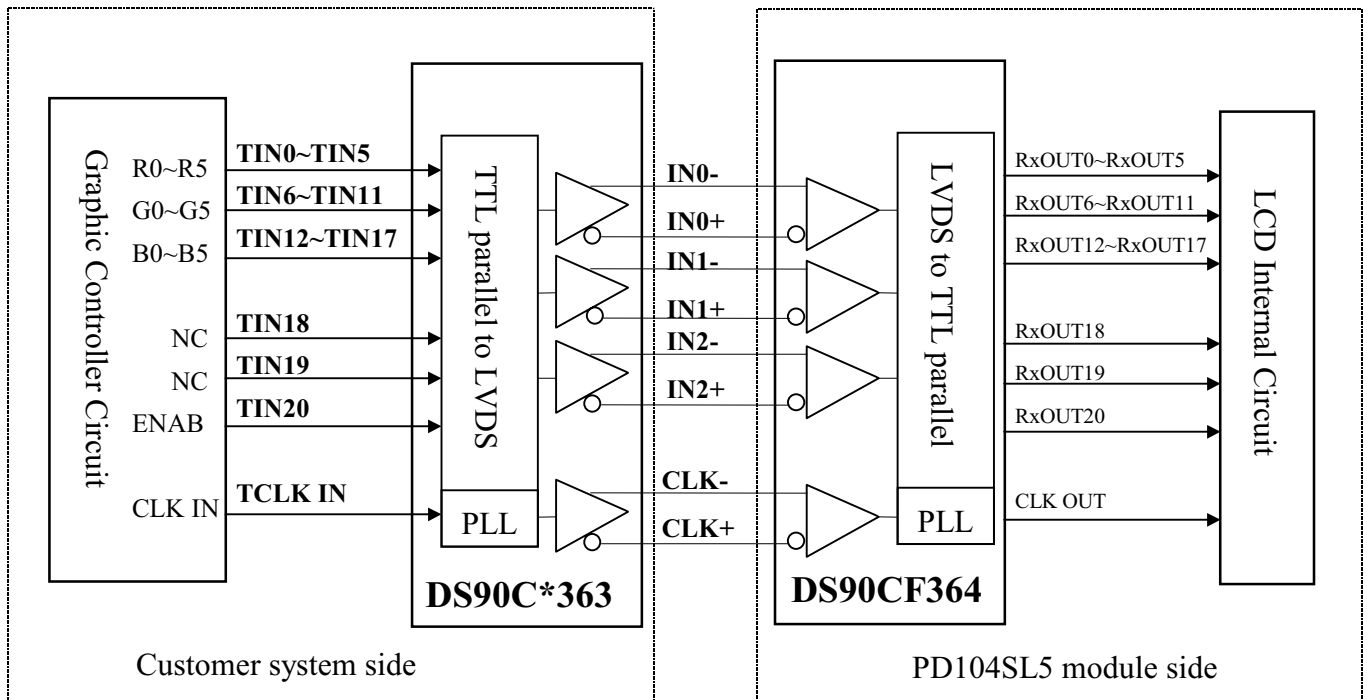 Graphic Controller Circuit
R0~R5
G0~G5
B0~B5
NC
NC
ENAB
CLK IN
TIN0~TIN5
TIN6~TIN11
TIN12~TIN17
TIN18
TIN19
TIN20
TCLK IN
TTL parallel to LVDS
PLL
DS90C*363
IN0-
IN0+
IN1-
IN1+
IN2-
IN2+
CLK-
CLK+
LVDS to TTL parallel
PLL
DS90CF364
RxOUT0~RxOUT5
RxOUT6~RxOUT11
RxOUT12~RxOUT17
RxOUT18
RxOUT19
RxOUT20
CLK OUT
LCD Internal Circuit
Customer system side
PD104SL5 module side